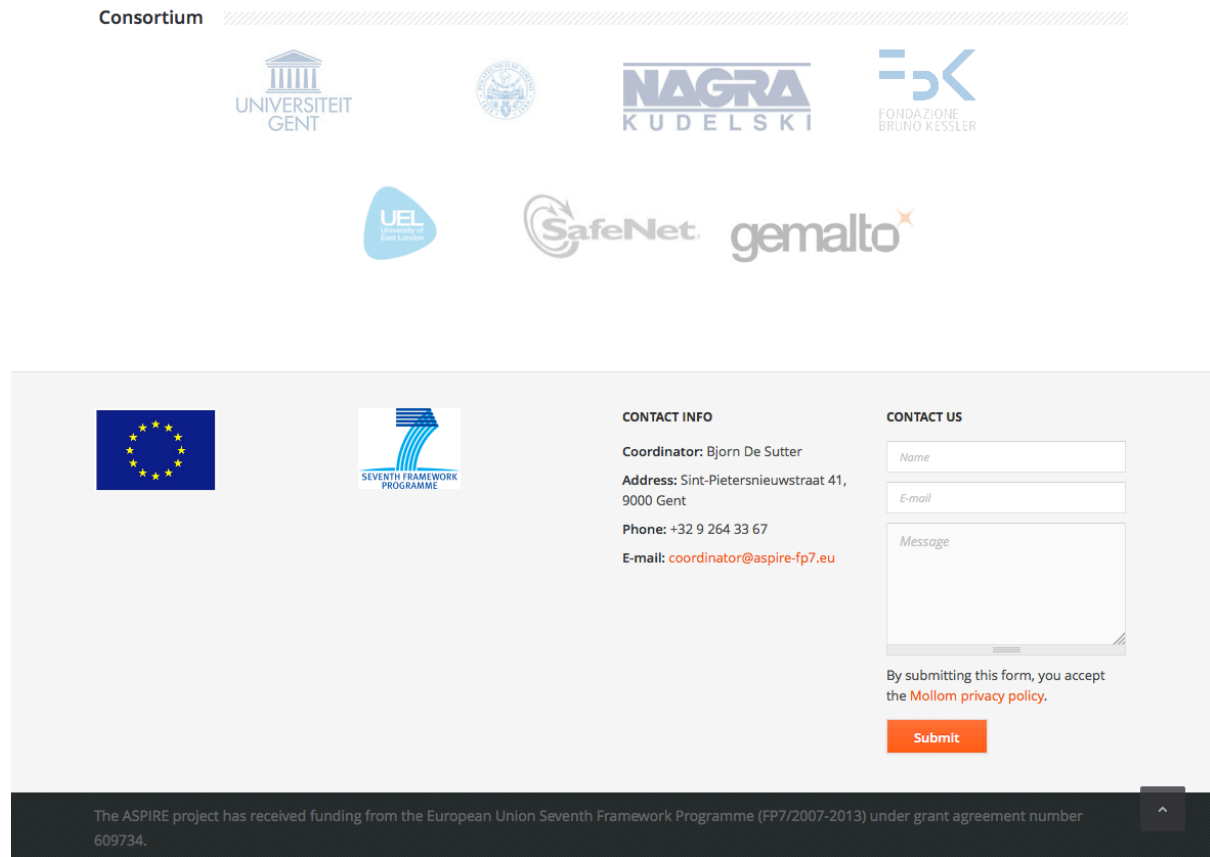 Consortium
UNIVERSITEIT
GENT
NAGRA
KUDELSKI
FBK
FONDAZIONE
BRUNO KESSLER
UEL
University of
East London
SafeNet.
gemalto
SEVENTH FRAMEWORK
PROGRAMME
CONTACT INFO
Coordinator: Bjorn De Sutter
Address: Sint-Pietersnieuwstraat 41,
9000 Gent
Phone: +32 9 264 33 67
E-mail: coordinator@aspire-fp7.eu
CONTACT US
Name
E-mail
Message
By submitting this form, you accept
the Mollom privacy policy.
Submit
The ASPIRE project has received funding from the European Union Seventh Framework Programme (FP7/2007-2013) under grant agreement number
609734.